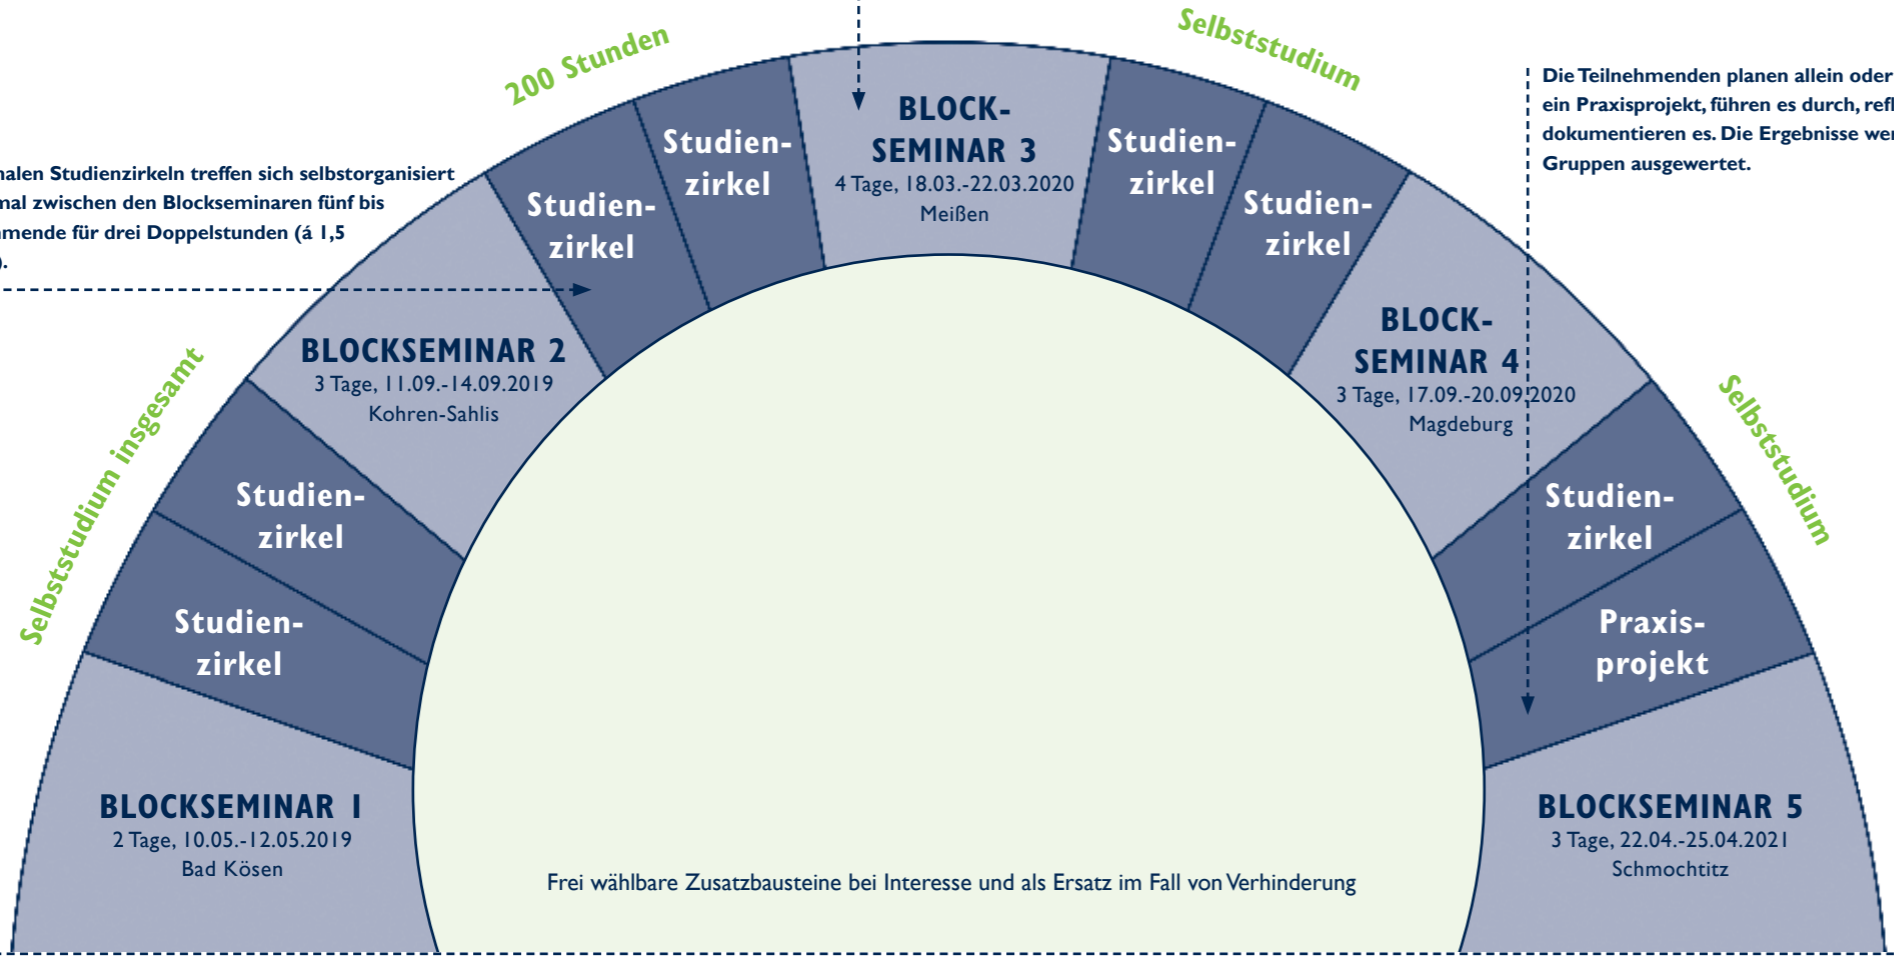 200 Stunden
Selbststudium
Die Teilnehmenden planen allein oder
ein Praxisprojekt, führen es durch,
dokumentieren es. Die Ergebnisse
Gruppen ausgewertet.
Studienzirkeln treffen sich selbstorganisiert
zwischen den Blockseminaren fünf bis
für drei Doppelstunden (á 1,5
Selbststudium insgesamt
BLOCKSEMINAR 1
2 Tage, 10.05.-12.05.2019
Bad Kösen
Studien-
zirkel
Studien-
zirkel
BLOCKSEMINAR 2
3 Tage, 11.09.-14.09.2019
Kohren-Sahlis
Studien-
zirkel
Studien-
zirkel
BLOCK-
SEMINAR 3
4 Tage, 18.03.-22.03.2020
Meißen
Studien-
zirkel
Studien-
zirkel
BLOCK-
SEMINAR 4
3 Tage, 17.09.-20.09.2020
Magdeburg
Selbststudium
Studien-
zirkel
Praxis-
projekt
BLOCKSEMINAR 5
3 Tage, 22.04.-25.04.2021
Schmochtitz
Frei wählbare Zusatzbausteine bei Interesse und als Ersatz im Fall von Verhinderung